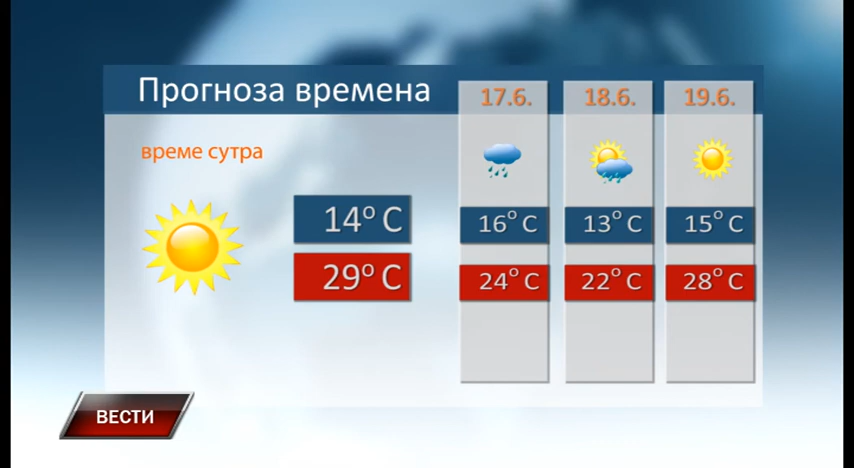 Прогноза времена
време сутра
14° C
29° C
17.6.
16° C
24° C
18.6.
13° C
22° C
19.6.
15° C
28° C
ВЕСТИ